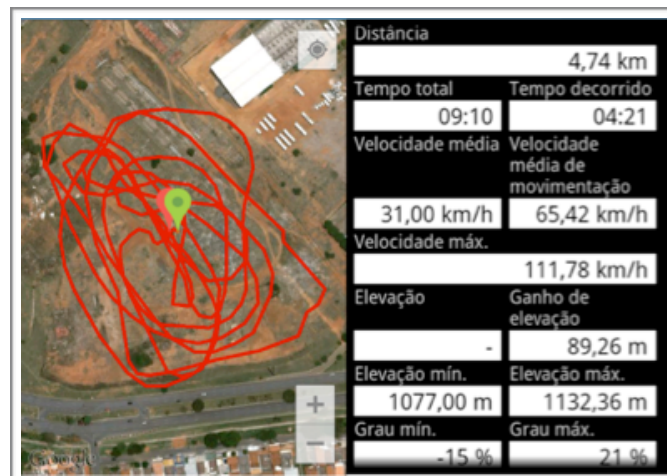 Distância
4,74 km
Tempo total Tempo decorrido
09:10 04:21
Velocidade média Velocidade
média de
movimentação
31,00 km/h 65,42 km/h
Velocidade máx.
111,78 km/h
Elevação Ganho de
elevação
- 89,26 m
Elevação mín. Elevação máx.
1077,00 m 1132,36 m
Grau mín. Grau máx.
-15 % 21 %
+
−